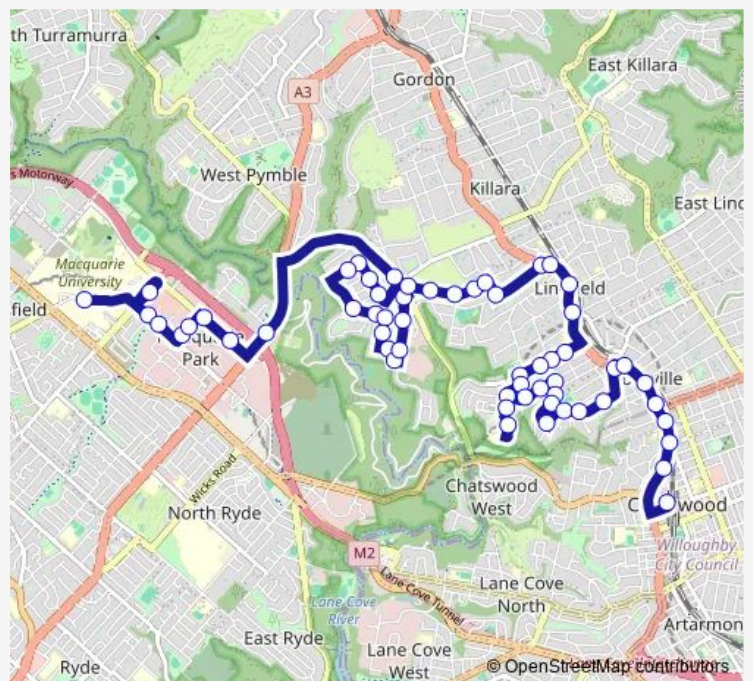 th Turramurra
East Killara
Gordon
A3
West Pymble
Killara
s Motorway
East Linc
Macquarie
University
field
Park
Wicks Road
Chatswood
West
North Ryde
Willoughby
City Council
M2
Lane Cove Tunnel
Lane Cove
North
Lane Cove
River
Artarmon
East Ryde
Lane Cove
West
Ryde
© OpenStreetMap contributors